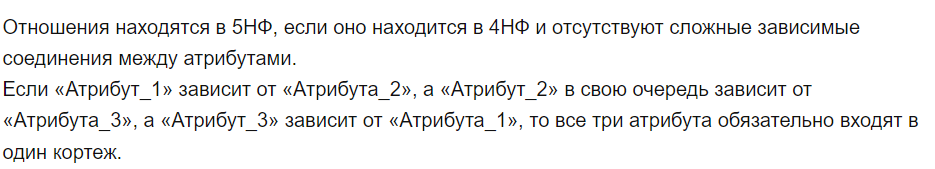 Отношения находятся в 5НФ, если оно находится в 4НФ и отсутствуют сложные зависимые
соединения между атрибутами.
Если «Атрибут_1» зависит от «Атрибута_2», а «Атрибут_2» в свою очередь зависит от
«Атрибута_3», а «Атрибут_3» зависит от «Атрибута_1», то все три атрибута обязательно входят в
один кортеж.